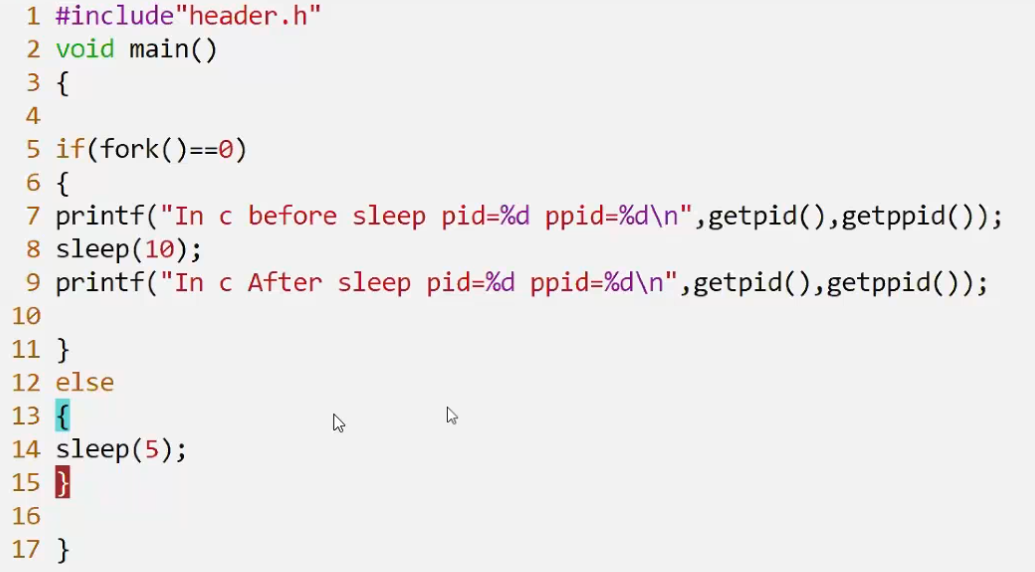 1 #include"header.h"
2 void main()
3 {
4
5 if(fork()==0)
6 {
7 printf("In c before sleep pid=%d ppid=%d\n",getpid(),getppid());
8 sleep(10);
9 printf("In c After sleep pid=%d ppid=%d\n",getpid(),getppid());
10
11 }
12 else
13 {
14 sleep(5);
15 }
16
17 }